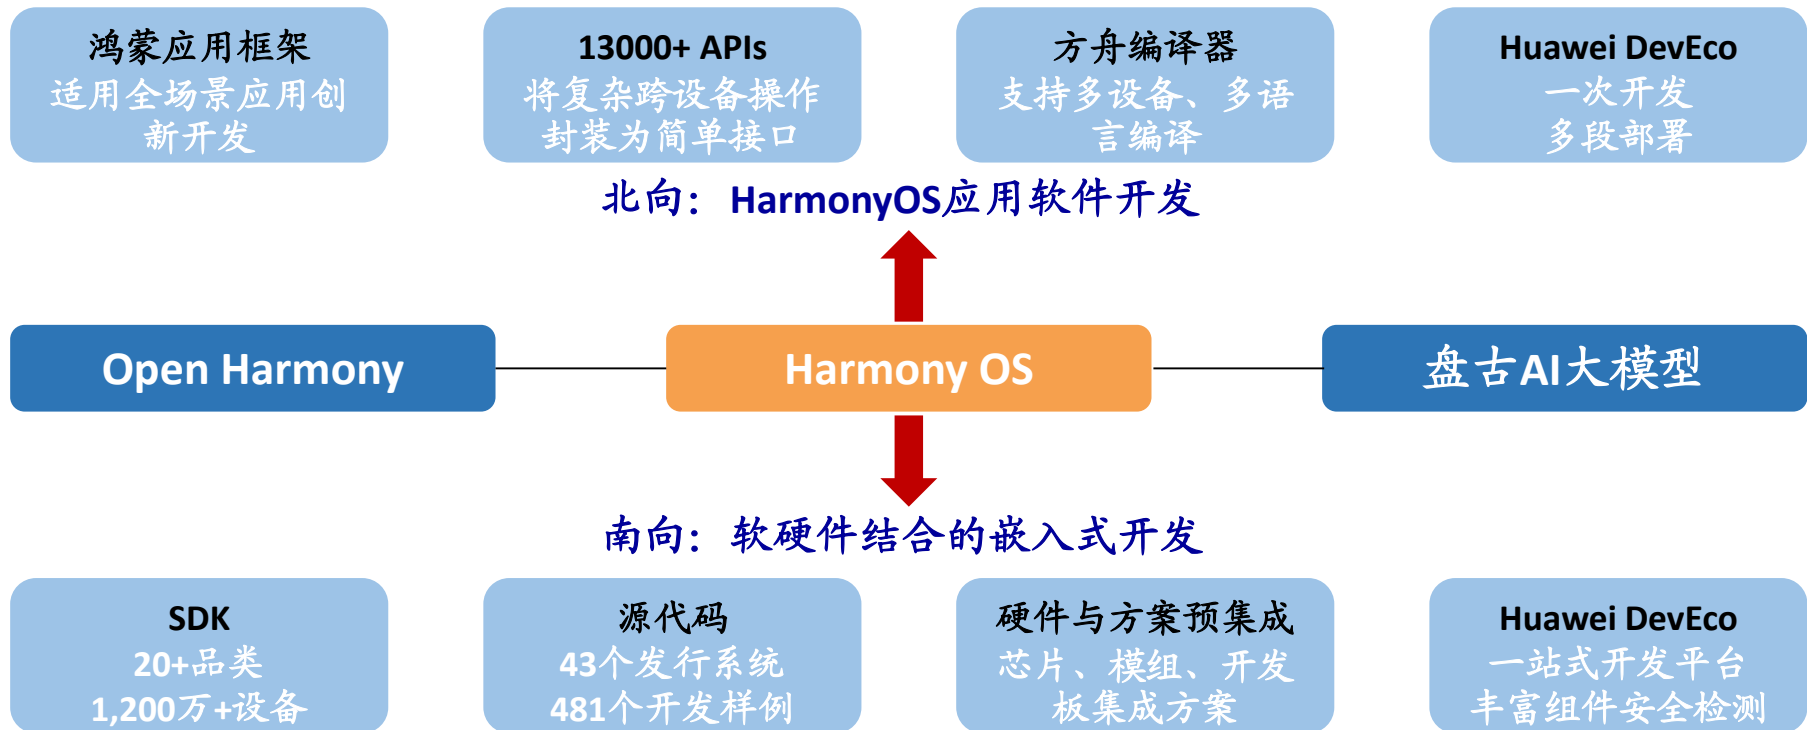 鸿蒙应用框架
适用全场景应用创
新开发
13000+ APIs
将复杂跨设备操作
封装为简单接口
方舟编译器
支持多设备、多语
言编译
Huawei DevEco
一次开发
多段部署
北向：HarmonyOS应用软件开发
Open Harmony
Harmony OS
盘古AI大模型
南向：软硬件结合的嵌入式开发
SDK
20+品类
1,200万+设备
源代码
43个发行系统
481个开发样例
硬件与方案预集成
芯片、模组、开发
板集成方案
Huawei DevEco
一站式开发平台
丰富组件安全检测